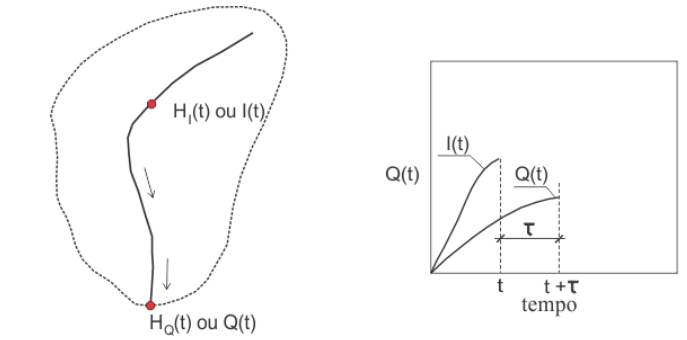 H_I(t) ou I(t)
H_Q(t) ou Q(t)
I(t)
Q(t)
Q(t)
τ
t
t + τ
tempo